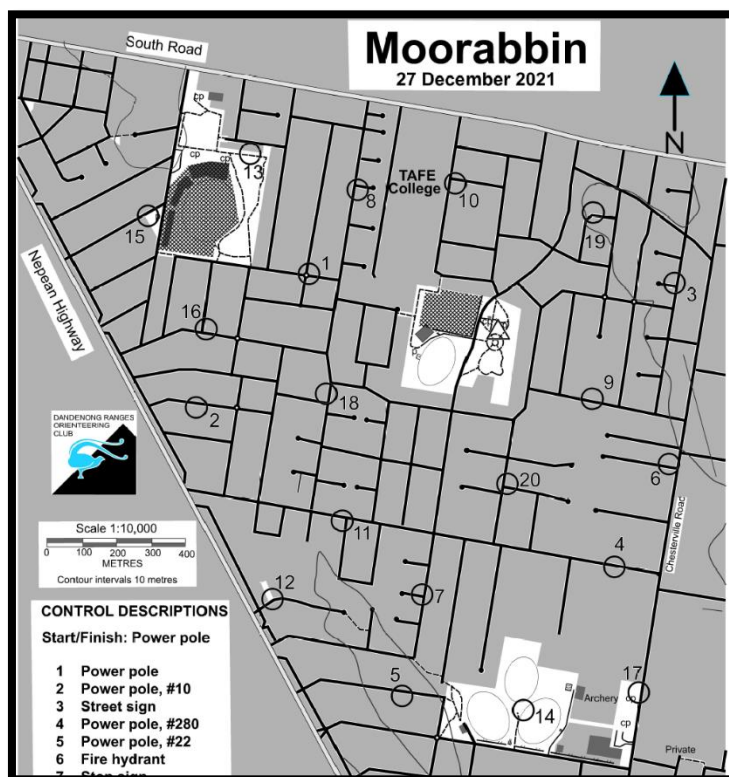 South Road
Moorabbin
27 December 2021
N
cp
cp
cp
13
TAFE
College
8
10
15
19
1
3
Nepean Highway
16
9
18
2
DANDENONG RANGES
ORIENTEERING
CLUB
20
6
Chesterville Road
11
4
Scale 1:10,000
0 100 200 300 400
METRES
Contour intervals 10 metres
12
7
CONTROL DESCRIPTIONS
Start/Finish: Power pole
1 Power pole
2 Power pole, #10
3 Street sign
4 Power pole, #280
5 Power pole, #22
6 Fire hydrant
7 Stop sign
5
14
Archery
17
cp
cp
Private